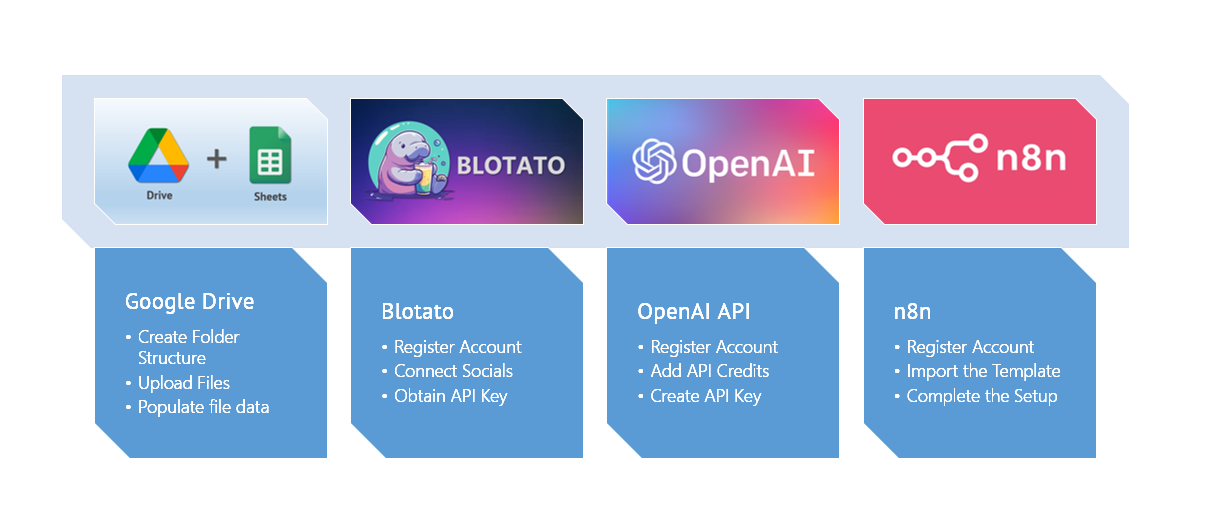 Drive
+
Sheets
BLOTATO
OpenAI
n8n
Google Drive
• Create Folder
Structure
• Upload Files
• Populate file data
Blotato
• Register Account
• Connect Socials
• Obtain API Key
OpenAI API
• Register Account
• Add API Credits
• Create API Key
n8n
• Register Account
• Import the Template
• Complete the Setup